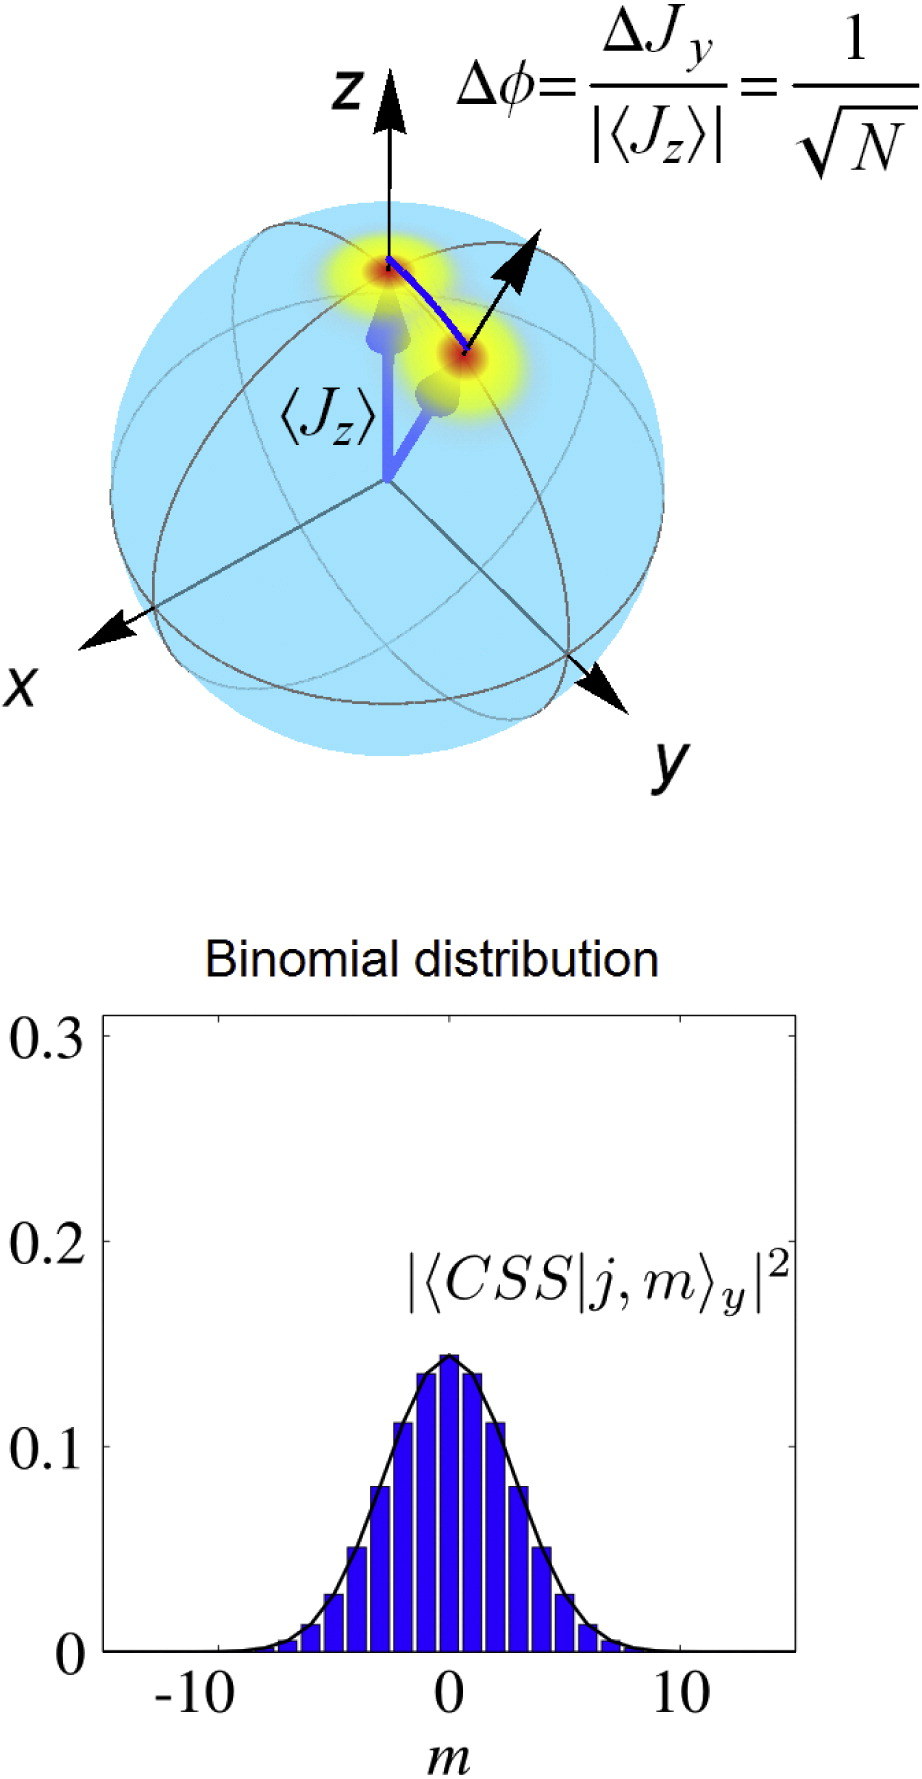 z
Δϕ = ΔJ_y / |⟨J_z⟩| = 1 / √N
⟨J_z⟩
x
y
Binomial distribution
0.3
0.2
|⟨CSS|j, m⟩_y|²
0.1
0
-10 0 10
m